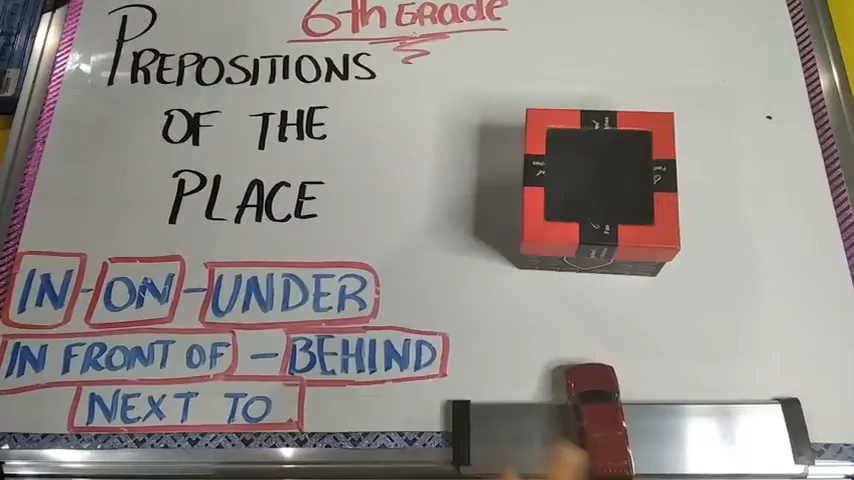 6th GRADE
PREPOSITIONS
OF THE
PLACE
IN - ON - UNDER
IN FRONT OF - BEHIND
NEXT TO